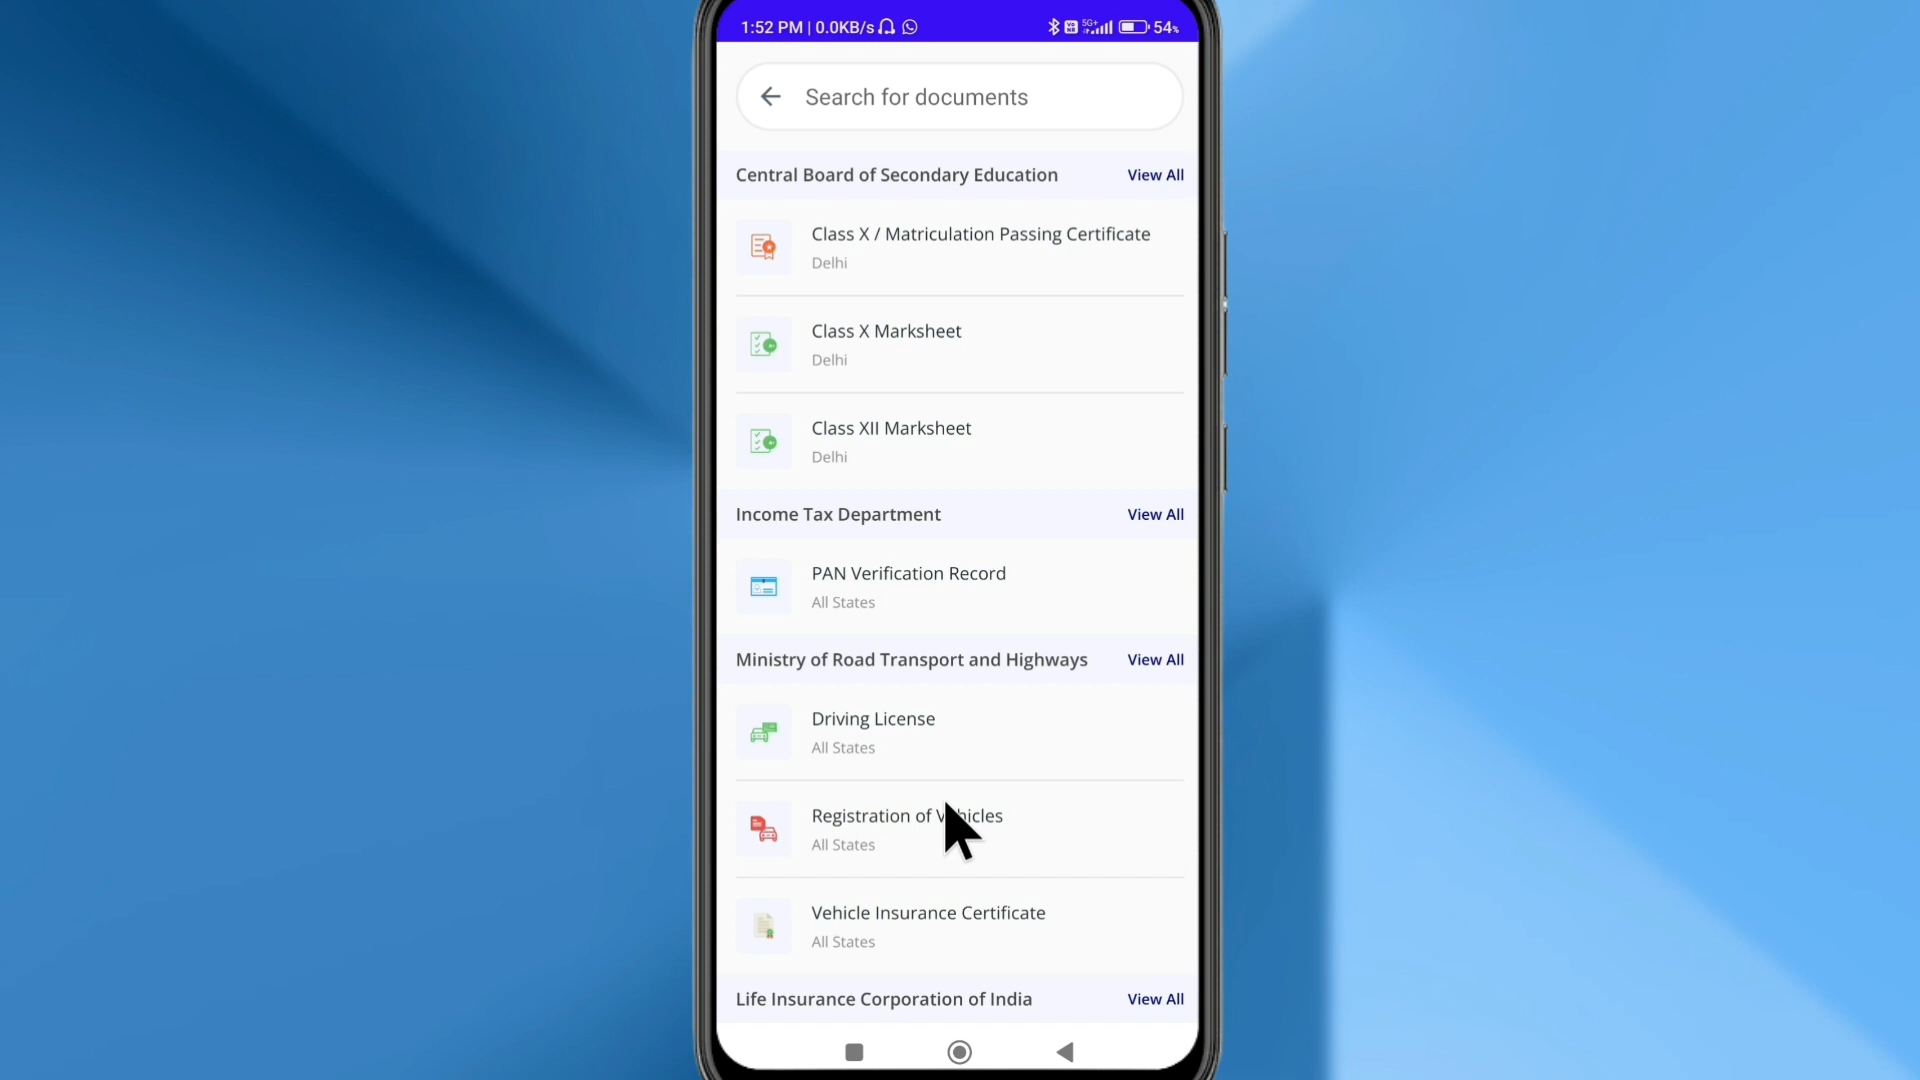 1:52 PM | 0.0KB/s 5G+ 54%
Search for documents
Central Board of Secondary Education View All
Class X / Matriculation Passing Certificate
Delhi
Class X Marksheet
Delhi
Class XII Marksheet
Delhi
Income Tax Department View All
PAN Verification Record
All States
Ministry of Road Transport and Highways View All
Driving License
All States
Registration of Vehicles
All States
Vehicle Insurance Certificate
All States
Life Insurance Corporation of India View All